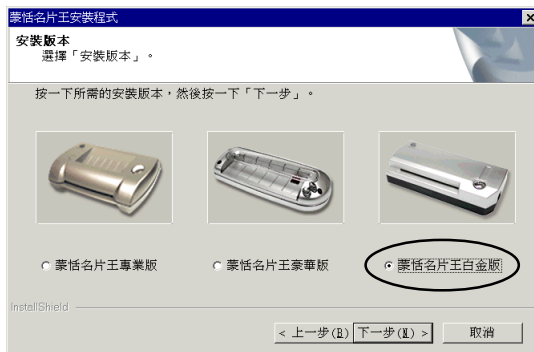 蒙恬名片王安裝程式
安裝版本
選擇「安裝版本」。
按一下所需的安裝版本，然後按一下「下一步」。
蒙恬名片王專業版
蒙恬名片王豪華版
蒙恬名片王白金版
InstallShield
< 上一步(B)
下一步(N) >
取消